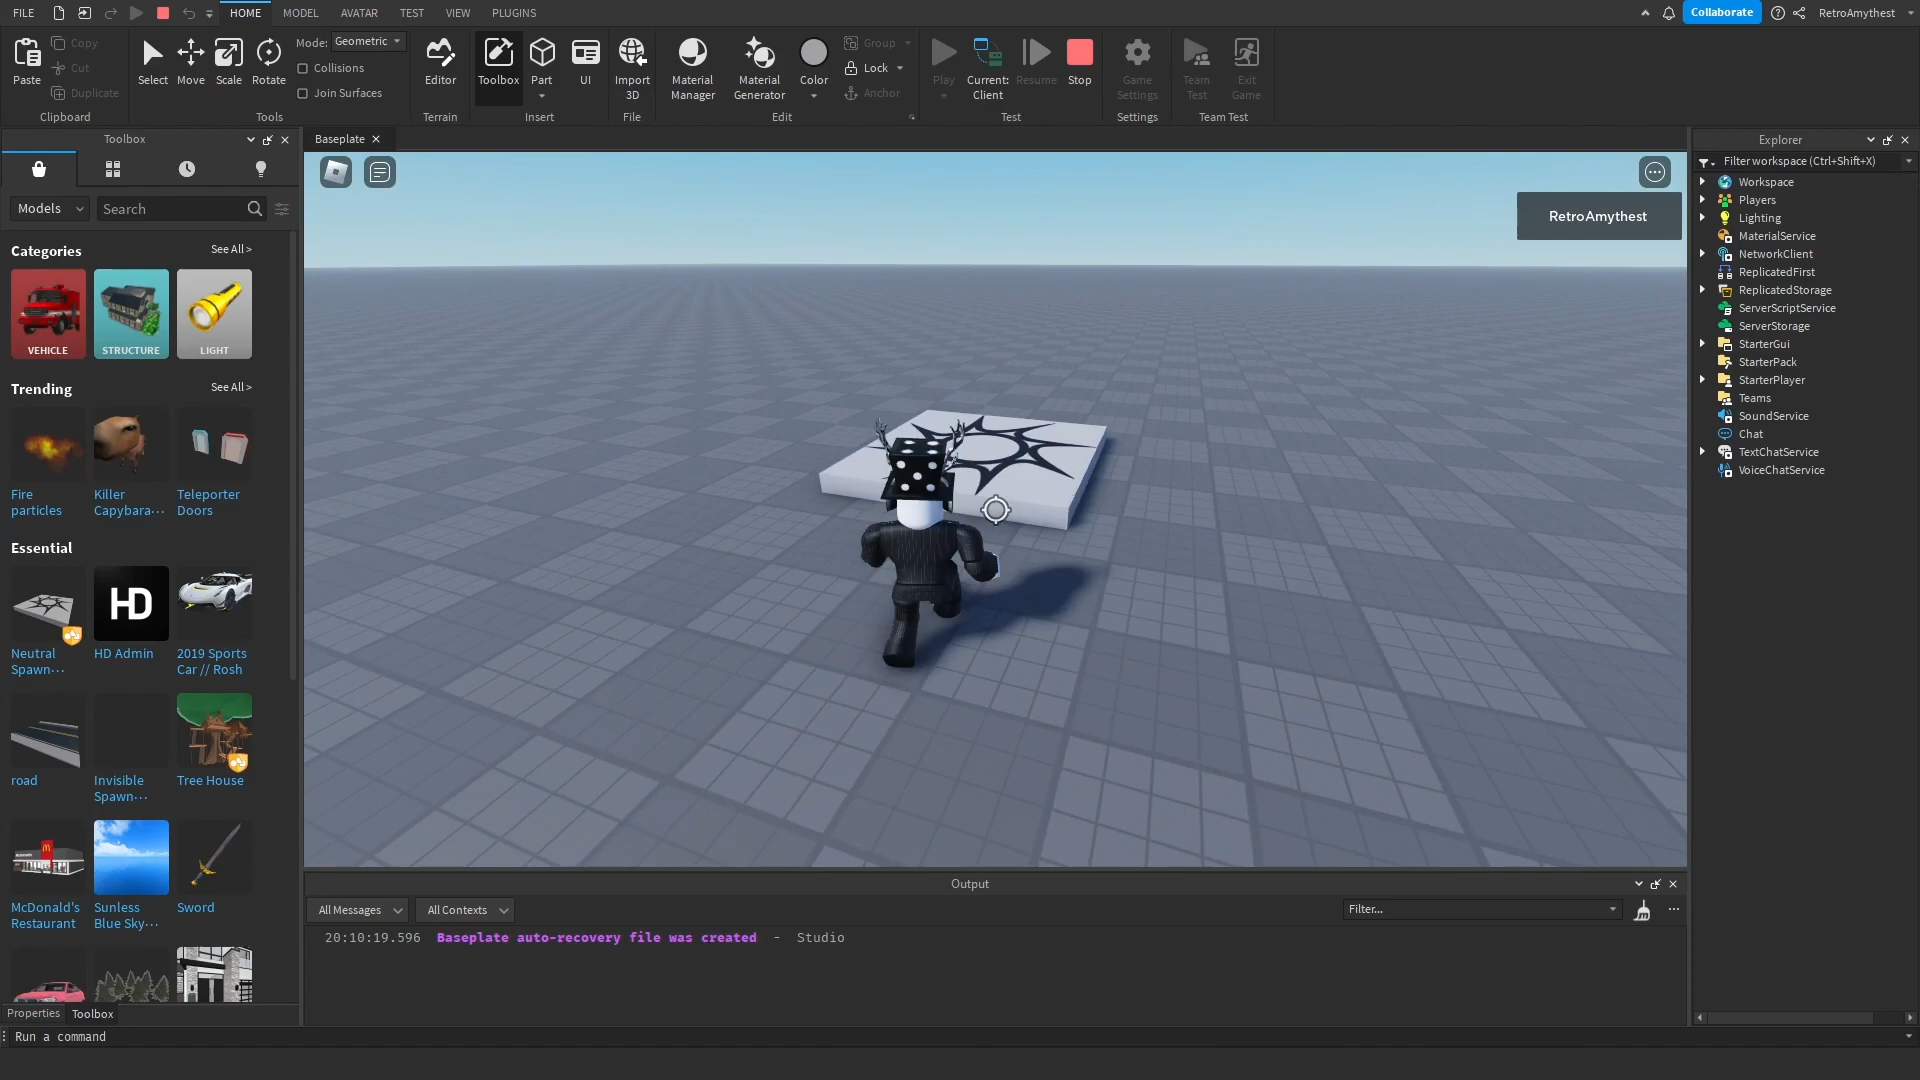 FILE
HOME
MODEL
AVATAR
TEST
VIEW
PLUGINS
Collaborate
RetroAmythest
Paste
Copy
Cut
Duplicate
Clipboard
Select
Move
Scale
Rotate
Mode:
Geometric
Collisions
Join Surfaces
Tools
Editor
Terrain
Toolbox
Part
UI
Insert
Import
3D
File
Material
Manager
Material
Generator
Color
Group
Lock
Anchor
Edit
Play
Current:
Client
Resume
Stop
Test
Game
Settings
Settings
Team
Test
Exit
Game
Team Test
Toolbox
Models
Search
Categories
See All >
VEHICLE
STRUCTURE
LIGHT
Trending
See All >
Fire
particles
Killer
Capybara···
Teleporter
Doors
Essential
HD
Neutral
Spawn···
HD Admin
2019 Sports
Car // Rosh
road
Invisible
Spawn···
Tree House
McDonald's
Restaurant
Sunless
Blue Sky···
Sword
Properties
Toolbox
Run a command
Baseplate
RetroAmythest
Output
All Messages
All Contexts
Filter...
20:10:19.596 Baseplate auto-recovery file was created - Studio
Explorer
Filter workspace (Ctrl+Shift+X)
Workspace
Players
Lighting
MaterialService
NetworkClient
ReplicatedFirst
ReplicatedStorage
ServerScriptService
ServerStorage
StarterGui
StarterPack
StarterPlayer
Teams
SoundService
Chat
TextChatService
VoiceChatService